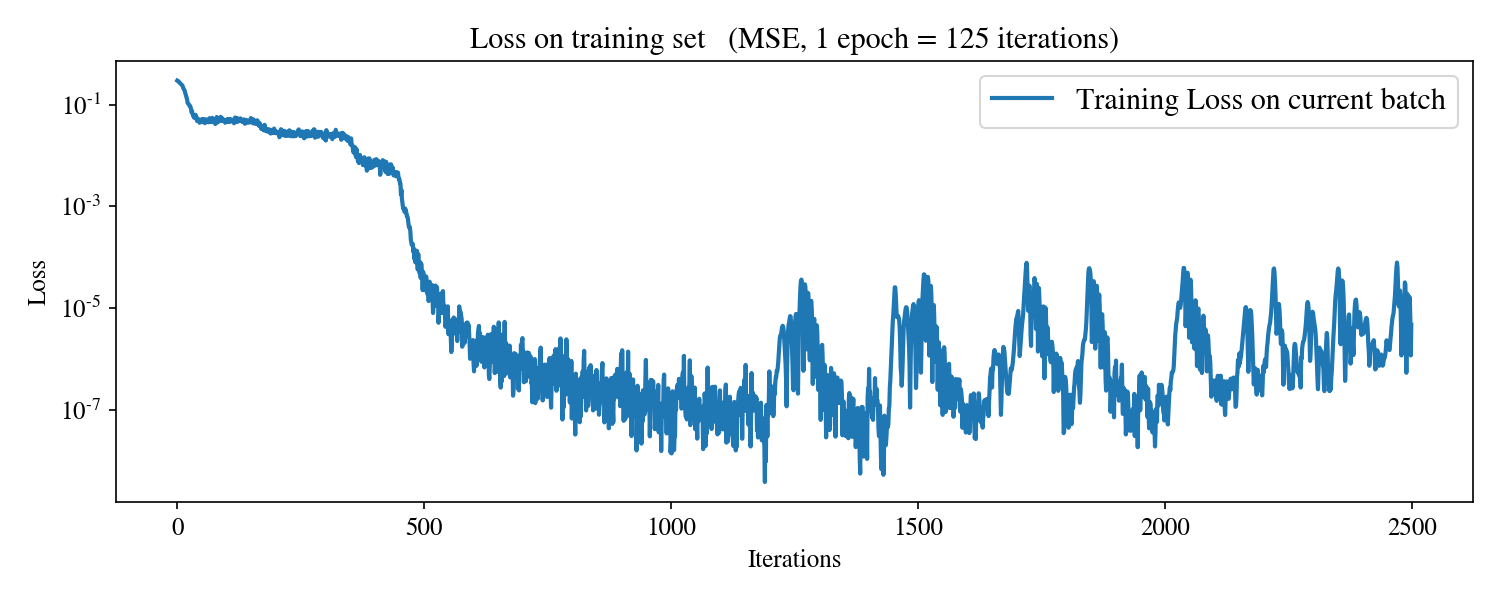 Loss on training set (MSE, 1 epoch = 125 iterations)
Training Loss on current batch
Loss
10⁻¹
10⁻³
10⁻⁵
10⁻⁷
0 500 1000 1500 2000 2500
Iterations